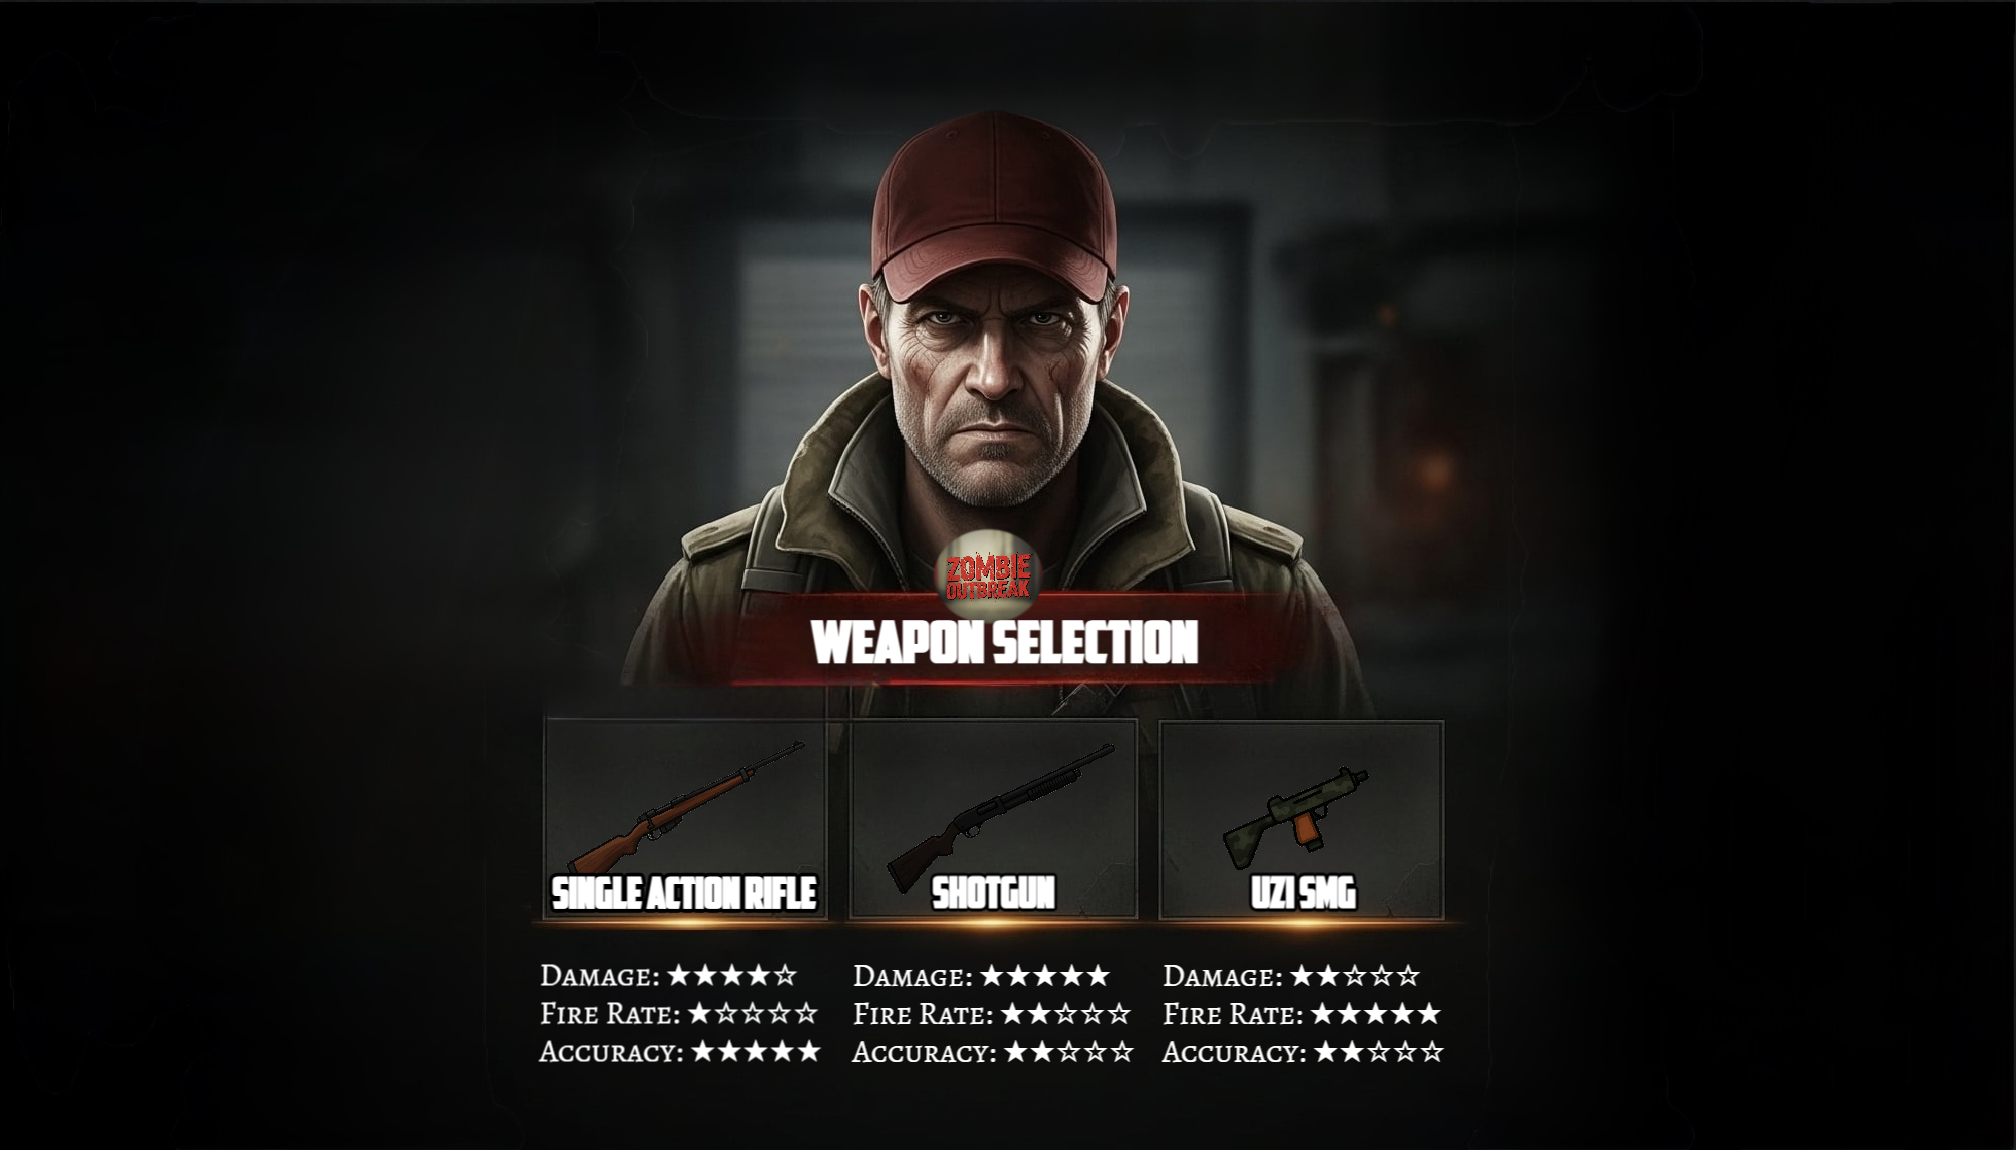 ZOMBIE
OUTBREAK
WEAPON SELECTION
SINGLE ACTION RIFLE
SHOTGUN
UZI SMG
DAMAGE: ★★★★☆
FIRE RATE: ★☆☆☆☆
ACCURACY: ★★★★★
DAMAGE: ★★★★★
FIRE RATE: ★★☆☆☆
ACCURACY: ★★☆☆☆
DAMAGE: ★★☆☆☆
FIRE RATE: ★★★★★
ACCURACY: ★★☆☆☆